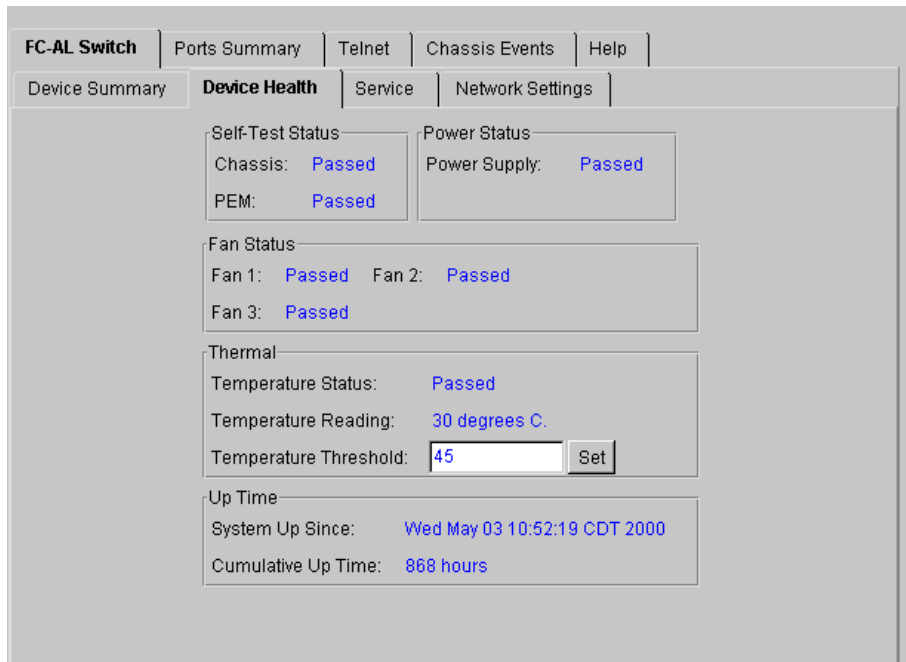 FC-AL Switch Ports Summary Telnet Chassis Events Help
Device Summary Device Health Service Network Settings
Self-Test Status Power Status
Chassis: Passed Power Supply: Passed
PEM: Passed
Fan Status
Fan 1: Passed Fan 2: Passed
Fan 3: Passed
Thermal
Temperature Status: Passed
Temperature Reading: 30 degrees C.
Temperature Threshold: 45 Set
Up Time
System Up Since: Wed May 03 10:52:19 CDT 2000
Cumulative Up Time: 868 hours